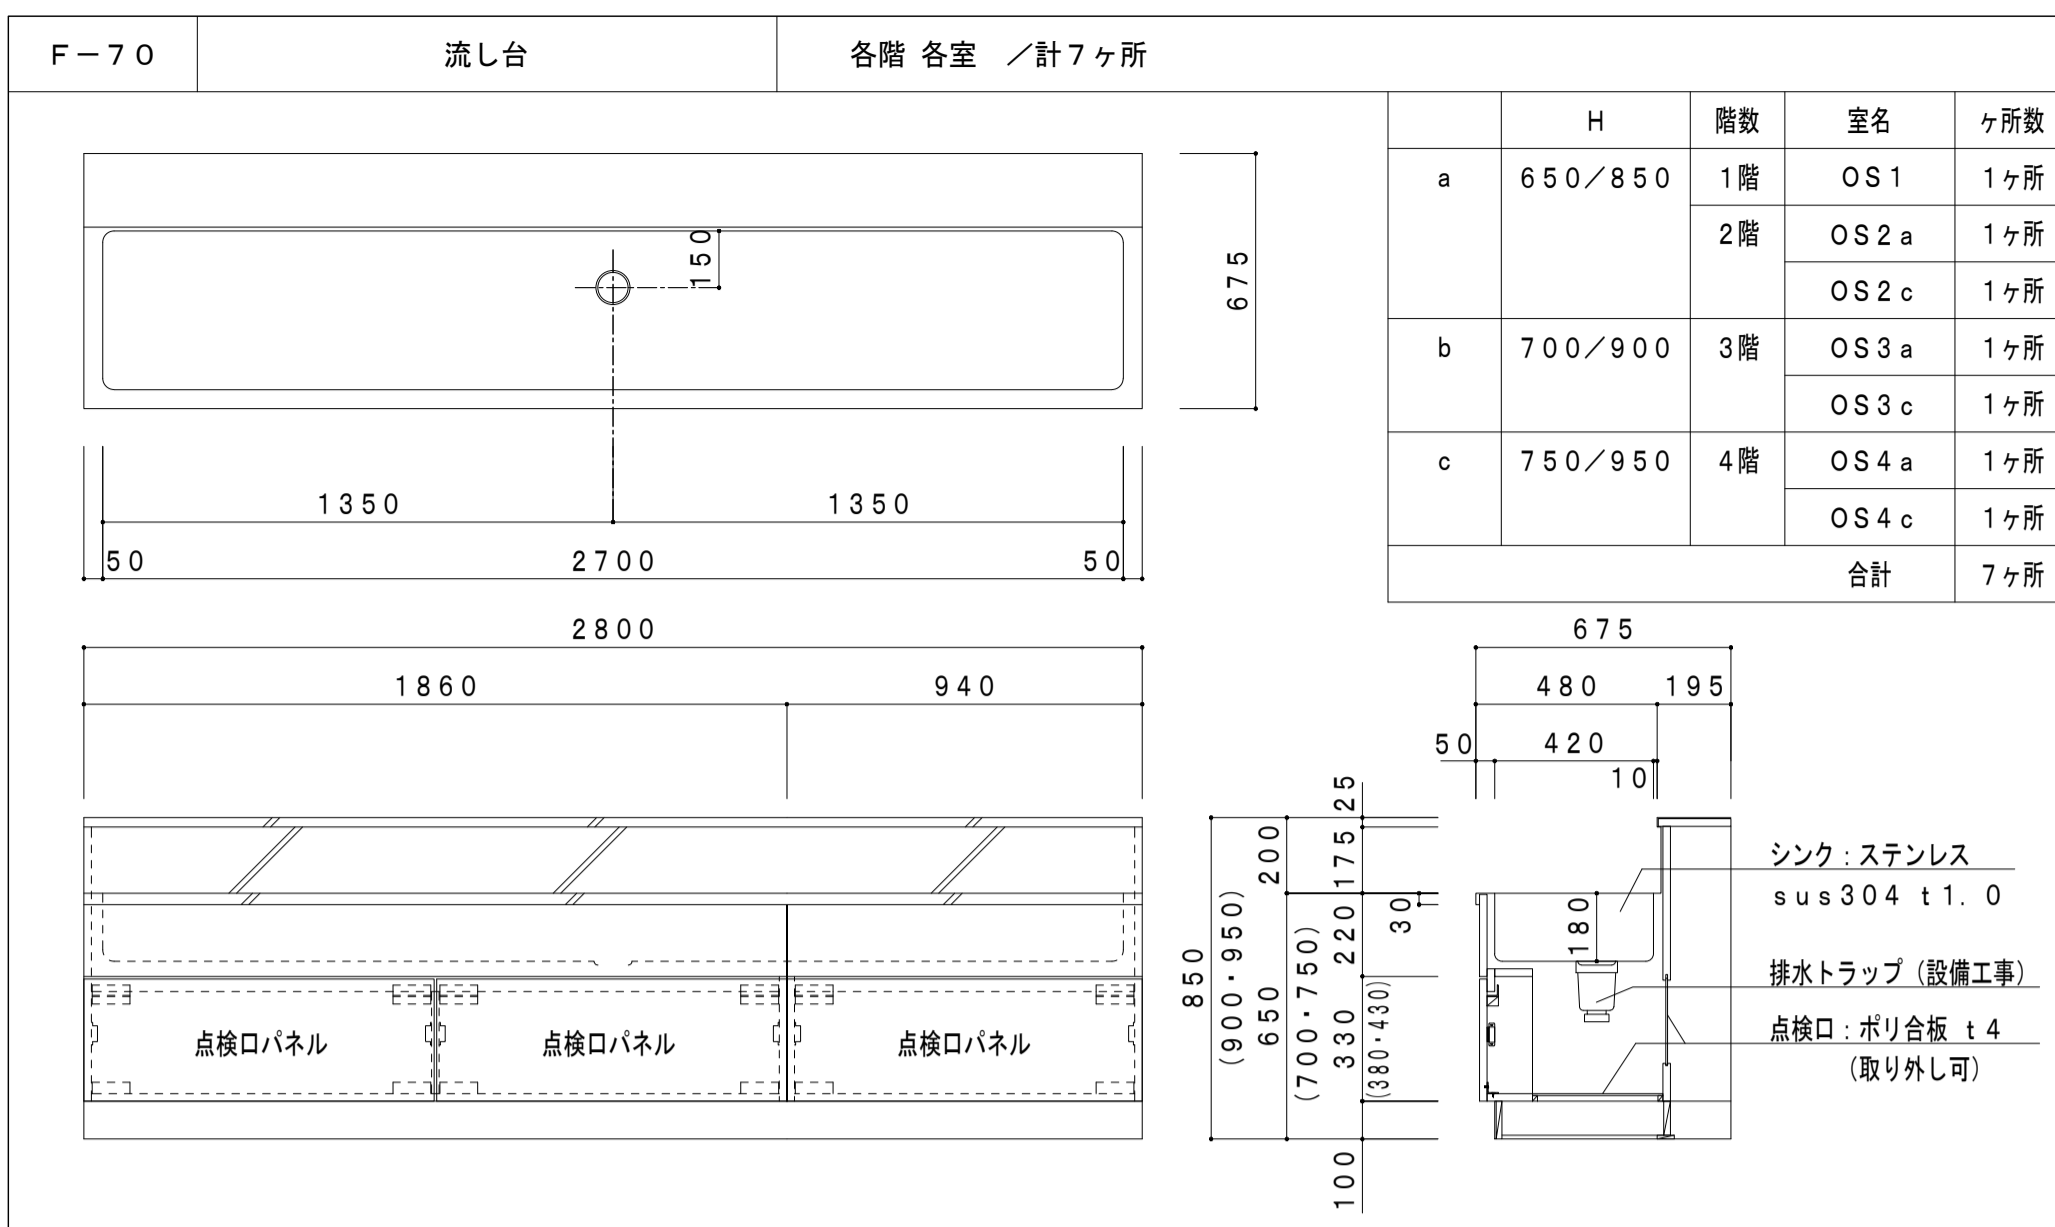 F－70 流し台 各階 各室 ／計7ヶ所
H 階数 室名 ヶ所数
a 650／850 1階 OS1 1ヶ所
2階 OS2a 1ヶ所
OS2c 1ヶ所
b 700／900 3階 OS3a 1ヶ所
OS3c 1ヶ所
c 750／950 4階 OS4a 1ヶ所
OS4c 1ヶ所
合計 7ヶ所
150
675
1350 1350
50 2700 50
2800
1860 940
675
480 195
50 420
10
点検口パネル 点検口パネル 点検口パネル
850
(900・950)
200
650
(700・750)
25
175
220
330
(380・430)
100
30
180
シンク：ステンレス
sus304 t1.0
排水トラップ（設備工事）
点検口：ポリ合板 t4
（取り外し可）